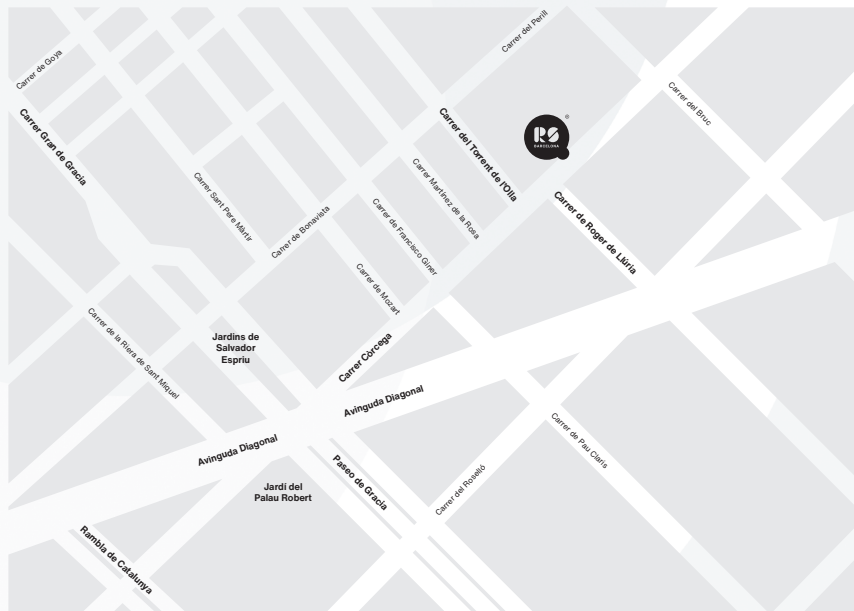 Carrer del Perill
Carrer de Goya
Carrer del Bruc
Carrer Gran de Gracia
Carrer del Torrent de l'Olla
RS
®
BARCELONA
Carrer Martínez de la Rosa
Carrer Sant Pere Màrtir
Carrer de Bonavista
Carrer de Francisco Giner
Carrer de Roger de Llúria
Carrer de Mozart
Carrer de la Riera de Sant Miquel
Jardins de
Salvador
Espriu
Carrer Còrcega
Avinguda Diagonal
Avinguda Diagonal
Carrer de Pau Claris
Paseo de Gracia
Carrer del Roselló
Jardí del
Palau Robert
Rambla de Catalunya